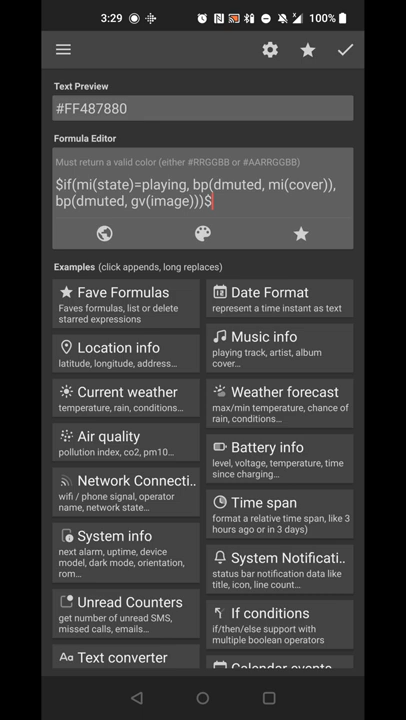 3:29
100%
Text Preview
#FF487880
Formula Editor
Must return a valid color (either #RRGGBB or #AARRGGBB)
$if(mi(state)=playing, bp(dmuted, mi(cover)),
bp(dmuted, gv(image)))$
Examples (click appends, long replaces)
Fave Formulas
Faves formulas, list or delete
starred expressions
Date Format
represent a time instant as text
Location info
latitude, longitude, address...
Music info
playing track, artist, album
cover...
Current weather
temperature, rain, conditions...
Weather forecast
max/min temperature, chance of
rain, conditions...
Air quality
pollution index, co2, pm10...
Battery info
level, voltage, temperature, time
since charging...
Network Connecti..
wifi / phone signal, operator
name, network state...
Time span
format a relative time span, like 3
hours ago or in 3 days)
System info
next alarm, uptime, device
model, dark mode, orientation,
rom...
System Notificati..
status bar notification data like
title, icon, line count...
Unread Counters
get number of unread SMS,
missed calls, emails...
If conditions
if/then/else support with
multiple boolean operators
Aa Text converter
Calendar events